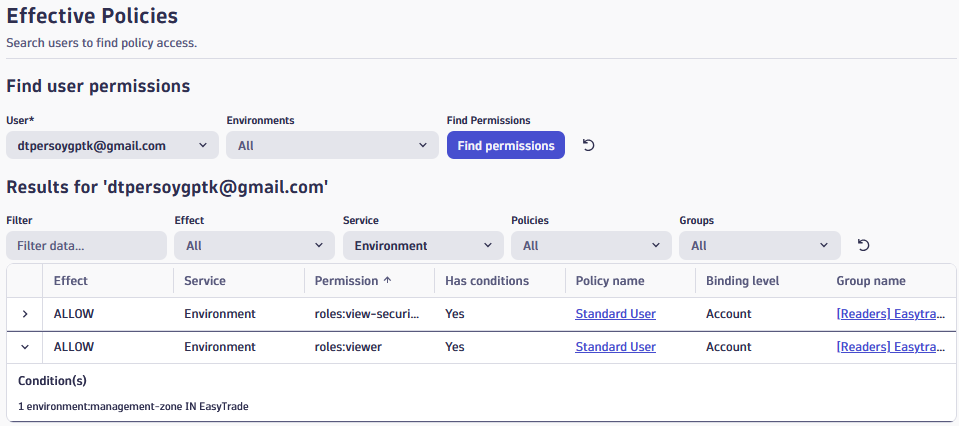 Effective Policies
Search users to find policy access.
Find user permissions
User* Environments Find Permissions
dtpersoygptk@gmail.com All Find permissions
Results for 'dtpersoygptk@gmail.com'
Filter Effect Service Policies Groups
Filter data... All Environment All All
Effect Service Permission Has conditions Policy name Binding level Group name
ALLOW Environment roles:view-securi... Yes Standard User Account [Readers] Easytra...
ALLOW Environment roles:viewer Yes Standard User Account [Readers] Easytra...
Condition(s)
1 environment:management-zone IN EasyTrade